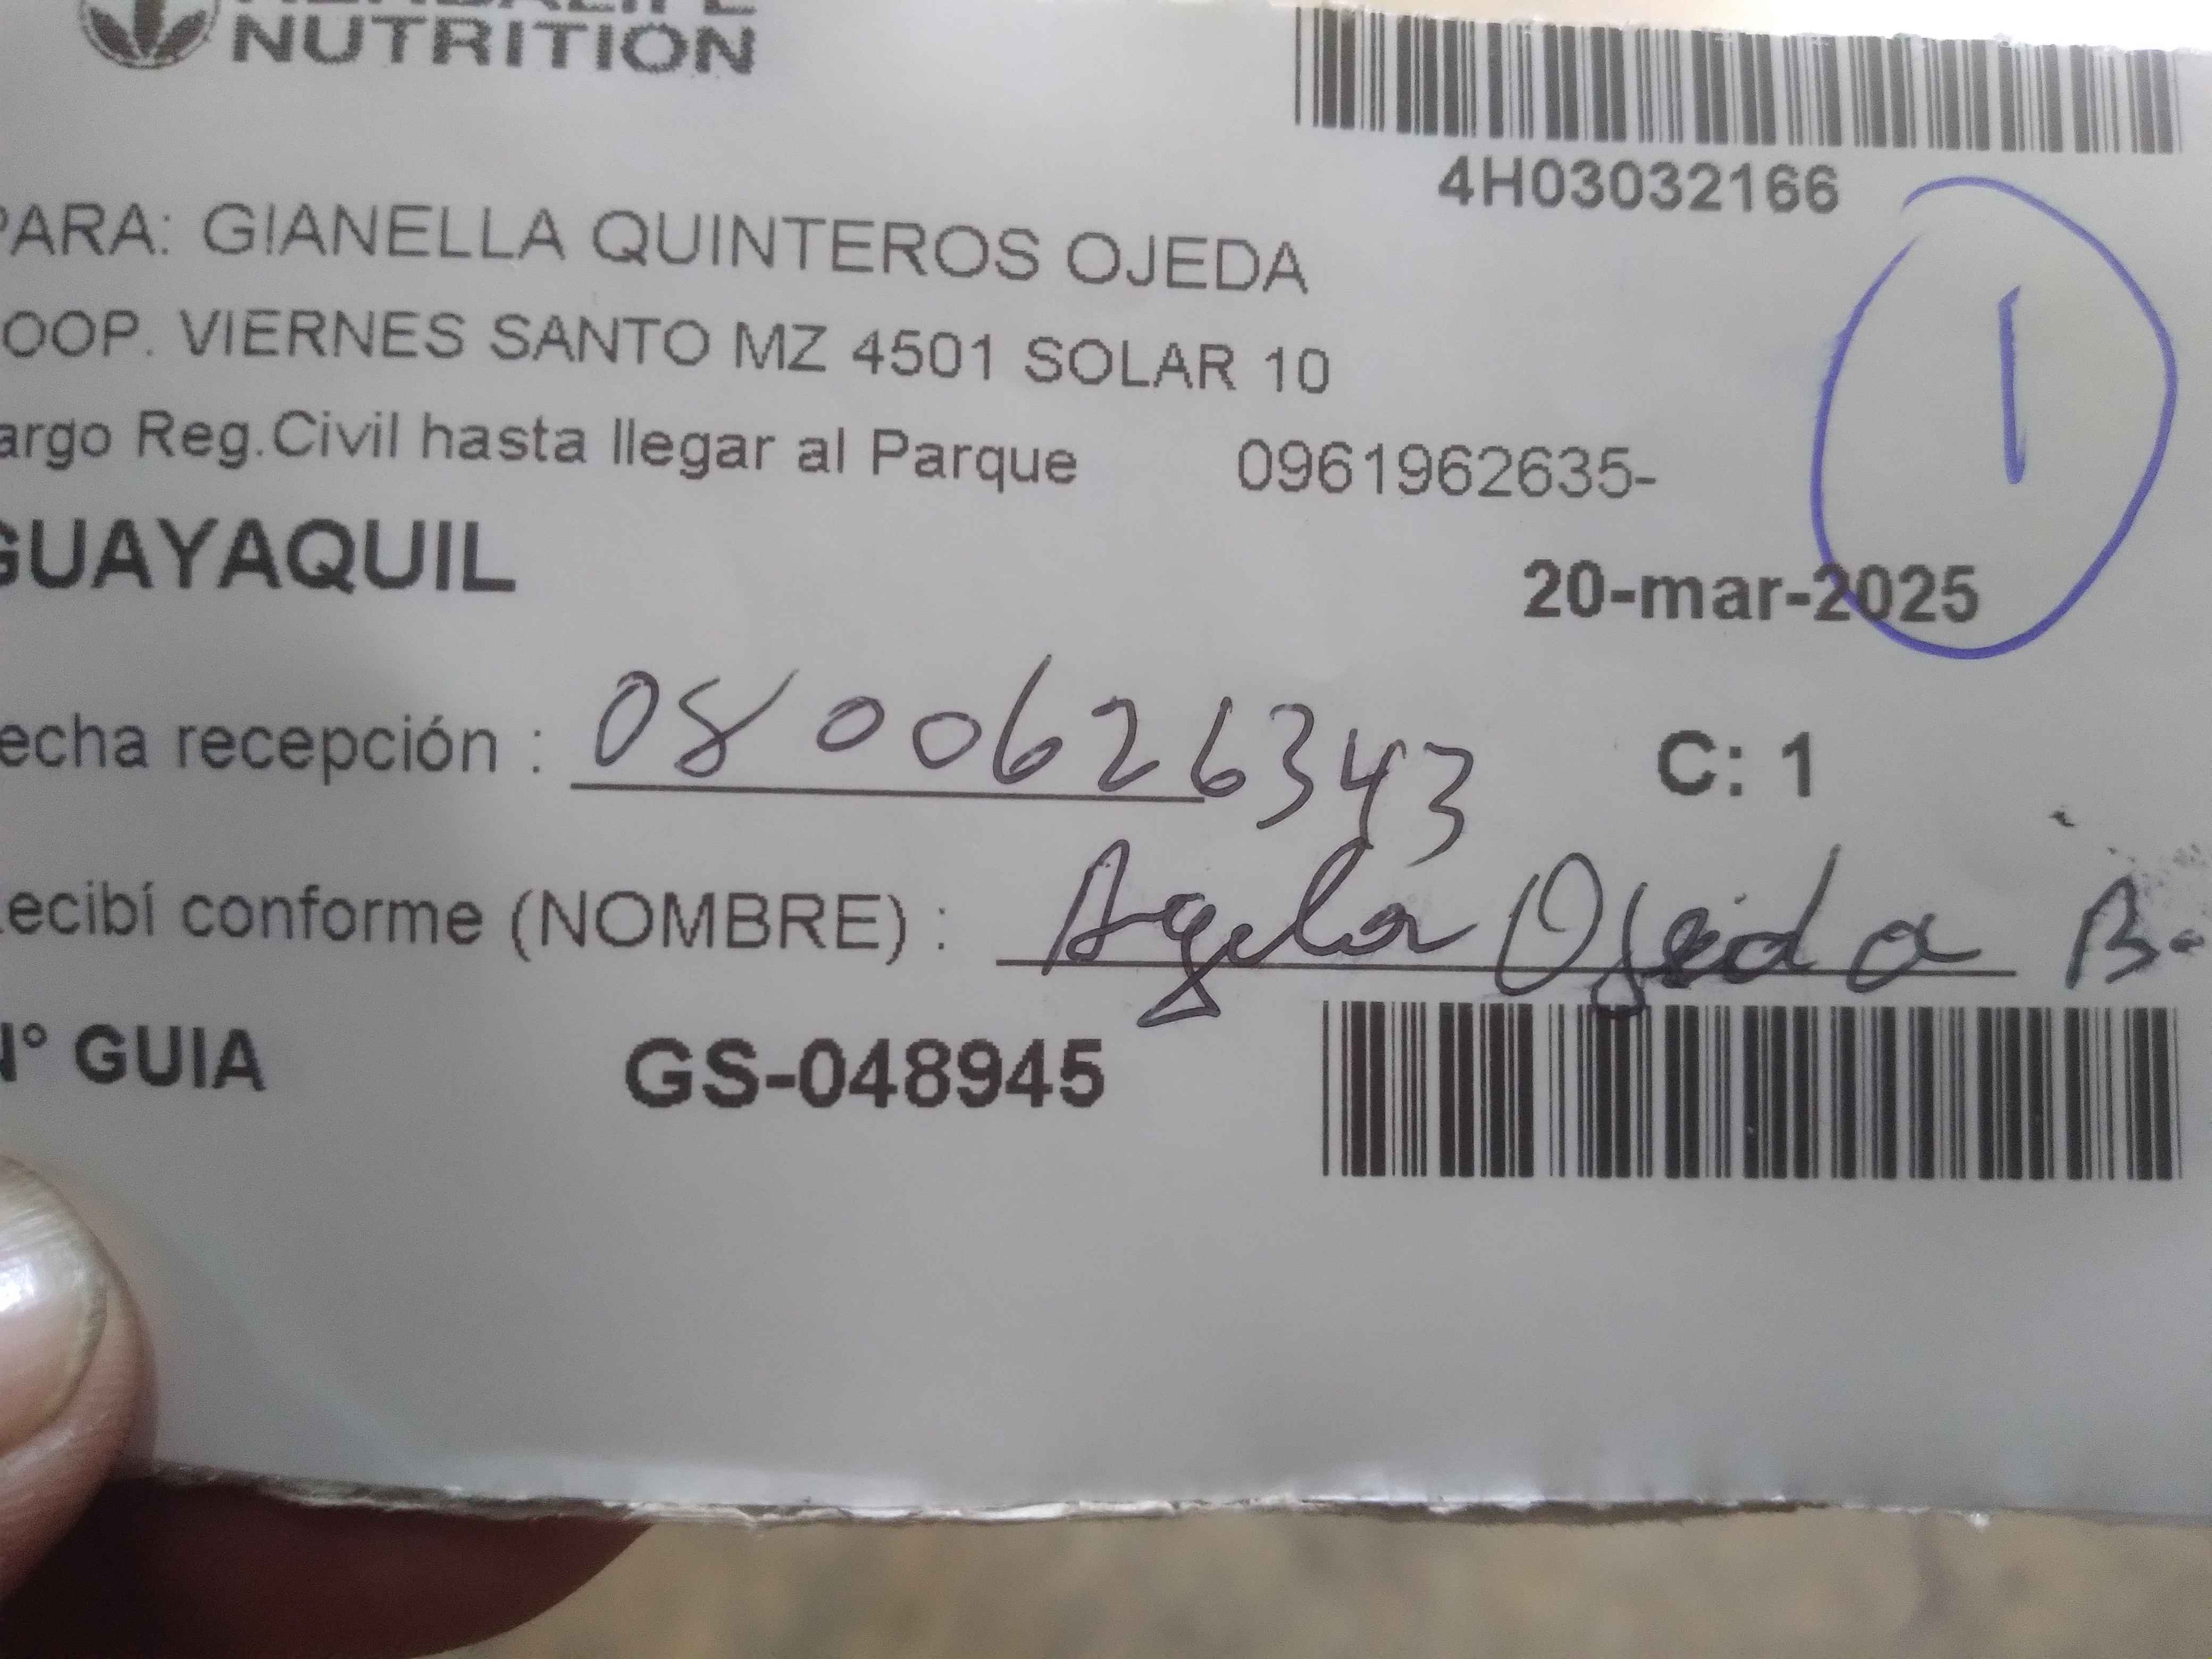 NUTRITION
4H03032166
PARA: GIANELLA QUINTEROS OJEDA
OOP. VIERNES SANTO MZ 4501 SOLAR 10
argo Reg.Civil hasta llegar al Parque 0961962635-
1
GUAYAQUIL
20-mar-2025
echa recepción : 0800626343 C: 1
ecibí conforme (NOMBRE) : Angela Ojeda B.
N° GUIA GS-048945